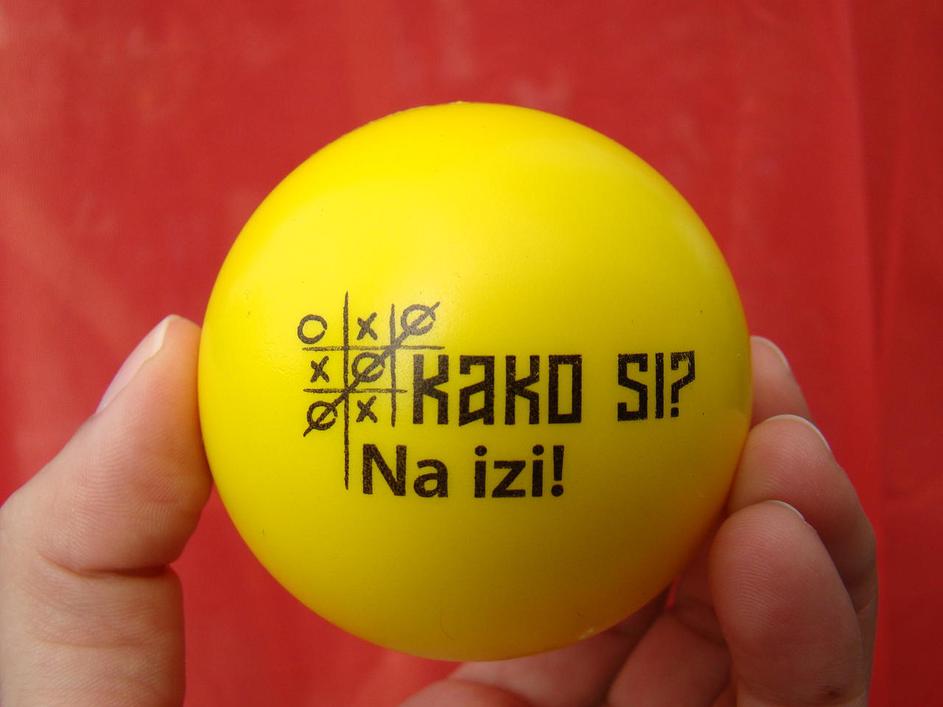 O X O
X O
O X
KAKO SI?
Na izi!